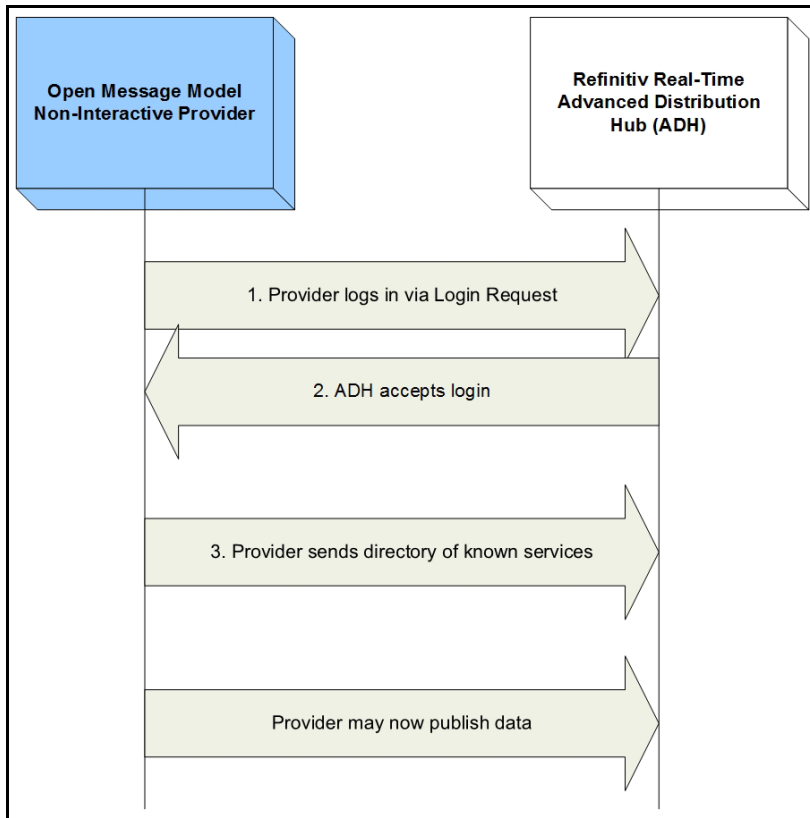 Open Message Model
Non-Interactive Provider
Refinitiv Real-Time
Advanced Distribution
Hub (ADH)
1. Provider logs in via Login Request
2. ADH accepts login
3. Provider sends directory of known services
Provider may now publish data